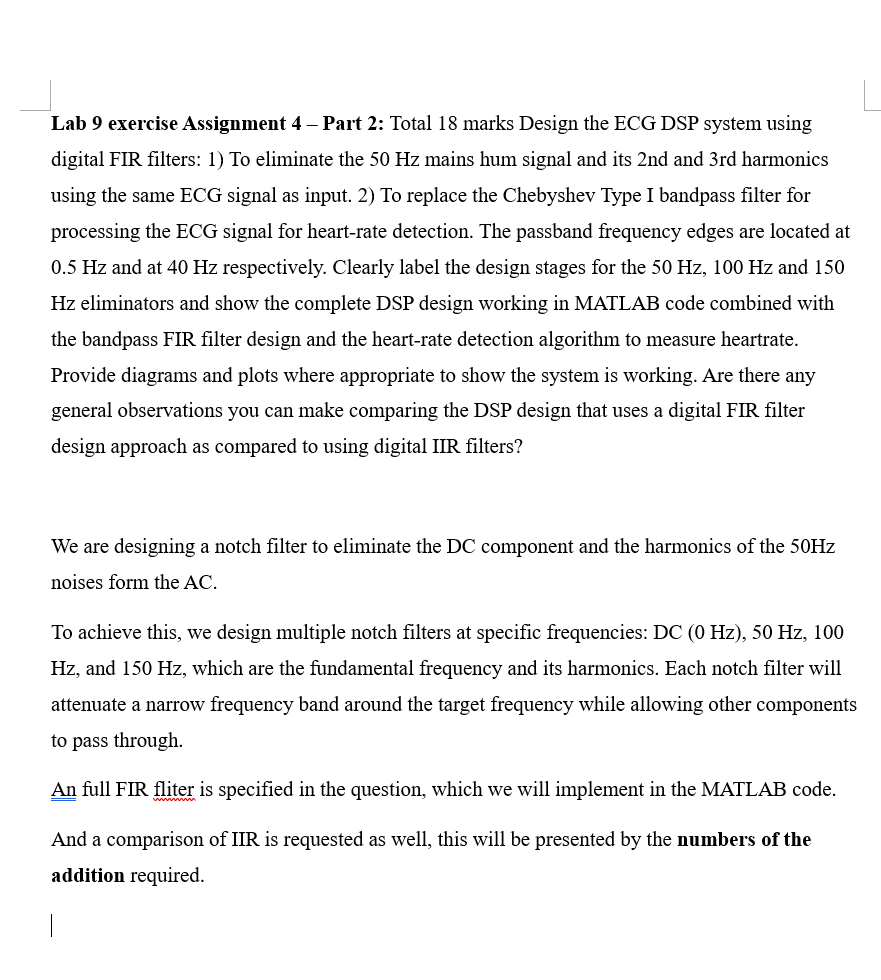 Lab 9 exercise Assignment 4 – Part 2: Total 18 marks Design the ECG DSP system using
digital FIR filters: 1) To eliminate the 50 Hz mains hum signal and its 2nd and 3rd harmonics
using the same ECG signal as input. 2) To replace the Chebyshev Type I bandpass filter for
processing the ECG signal for heart-rate detection. The passband frequency edges are located at
0.5 Hz and at 40 Hz respectively. Clearly label the design stages for the 50 Hz, 100 Hz and 150
Hz eliminators and show the complete DSP design working in MATLAB code combined with
the bandpass FIR filter design and the heart-rate detection algorithm to measure heartrate.
Provide diagrams and plots where appropriate to show the system is working. Are there any
general observations you can make comparing the DSP design that uses a digital FIR filter
design approach as compared to using digital IIR filters?
We are designing a notch filter to eliminate the DC component and the harmonics of the 50Hz
noises form the AC.
To achieve this, we design multiple notch filters at specific frequencies: DC (0 Hz), 50 Hz, 100
Hz, and 150 Hz, which are the fundamental frequency and its harmonics. Each notch filter will
attenuate a narrow frequency band around the target frequency while allowing other components
to pass through.
An full FIR fliter is specified in the question, which we will implement in the MATLAB code.
And a comparison of IIR is requested as well, this will be presented by the numbers of the
addition required.